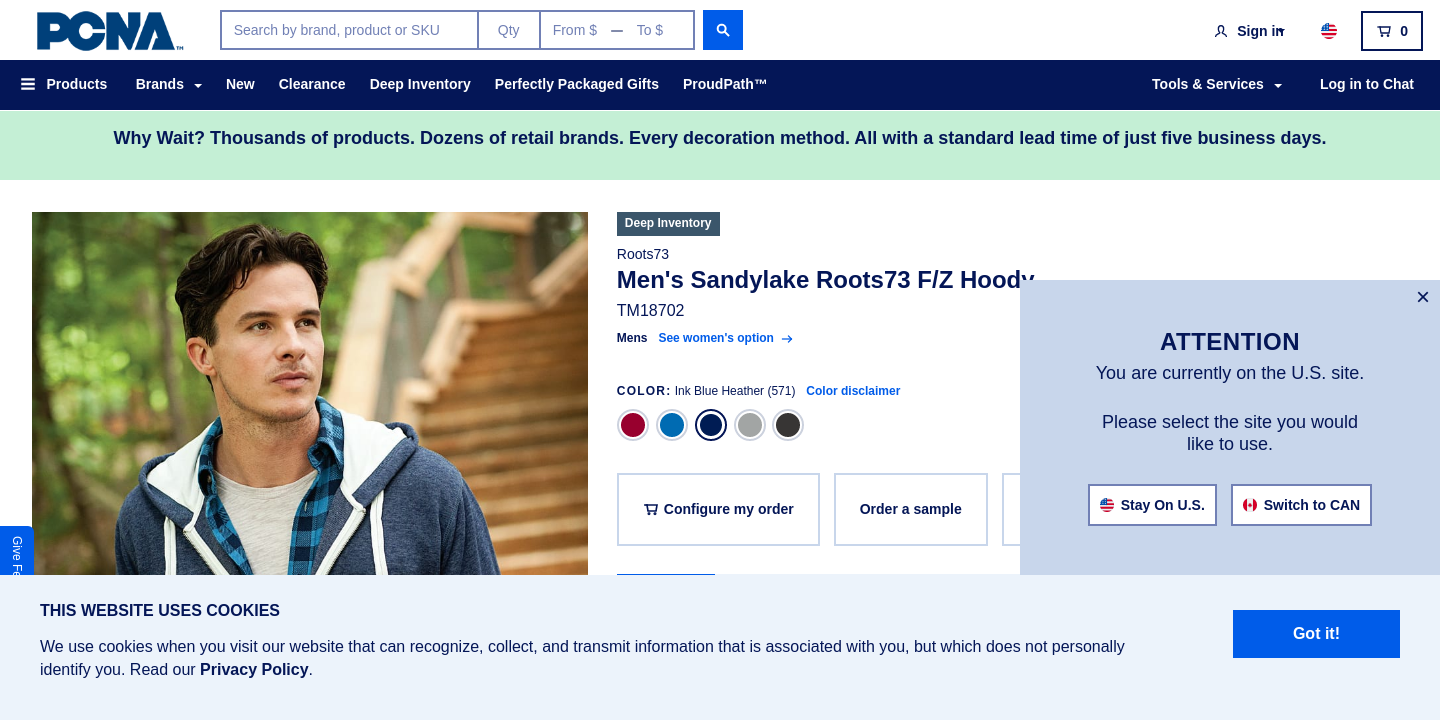 PCNA™
Search by brand, product or SKU
Qty
From $ — To $
Sign in
0
Products
Brands
New
Clearance
Deep Inventory
Perfectly Packaged Gifts
ProudPath™
Tools & Services
Log in to Chat
Why Wait? Thousands of products. Dozens of retail brands. Every decoration method. All with a standard lead time of just five business days.
Deep Inventory
Roots73
Men's Sandylake Roots73 F/Z Hoody
TM18702
Mens See women's option →
COLOR: Ink Blue Heather (571) Color disclaimer
Configure my order
Order a sample
×
ATTENTION
You are currently on the U.S. site.
Please select the site you would
like to use.
Stay On U.S.
Switch to CAN
Give
THIS WEBSITE USES COOKIES
We use cookies when you visit our website that can recognize, collect, and transmit information that is associated with you, but which does not personally
identify you. Read our Privacy Policy.
Got it!